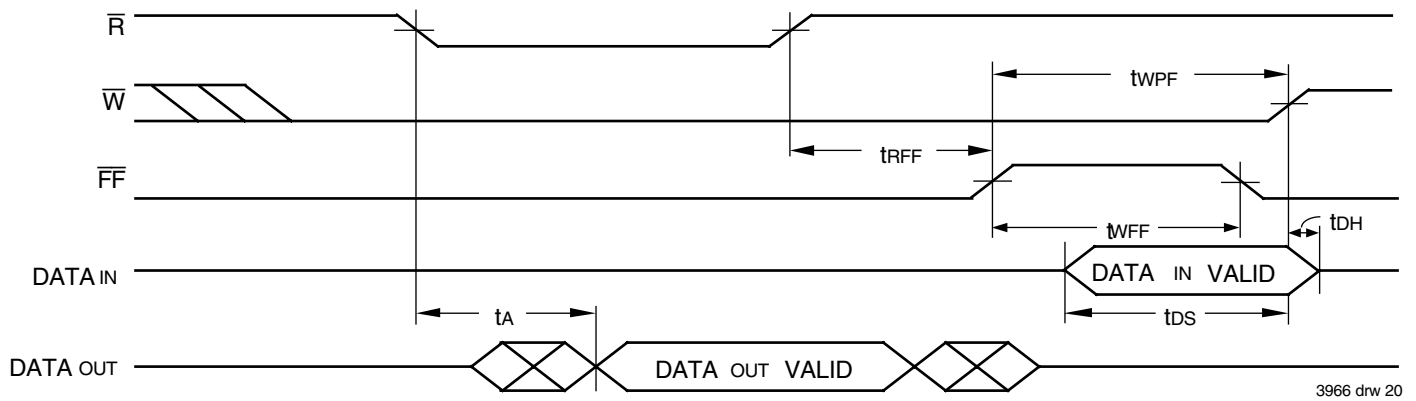 R̅
W̅
tWPF
tRFF
F̅F̅
tWFF
tDH
DATA IN
DATA IN VALID
tA
tDS
DATA OUT
DATA OUT VALID
3966 drw 20